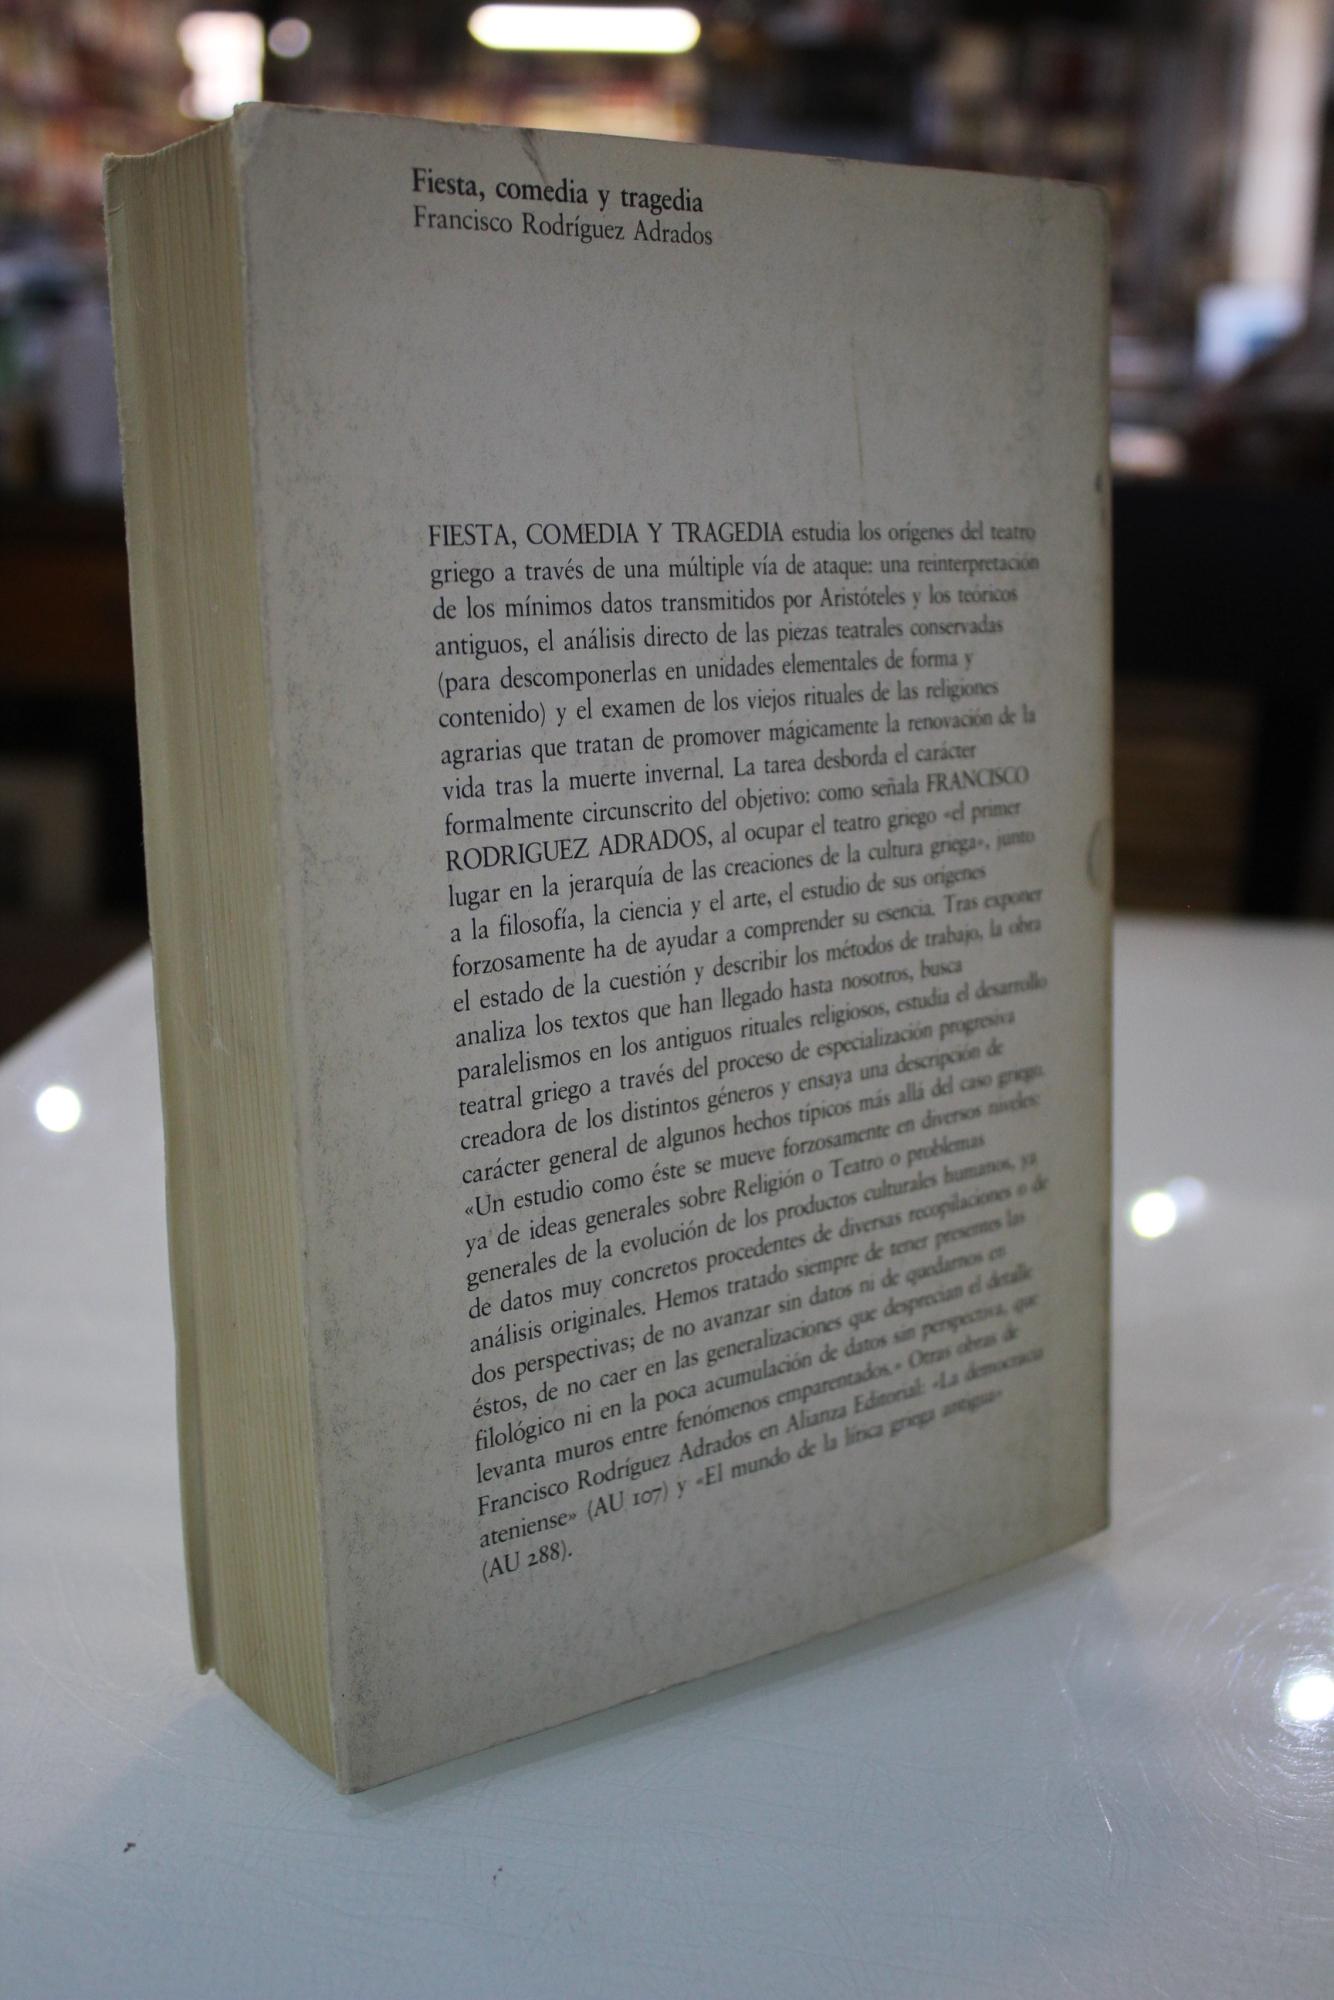 Fiesta, comedia y tragedia
Francisco Rodríguez Adrados
FIESTA, COMEDIA Y TRAGEDIA estudia los orígenes del teatro
griego a través de una múltiple vía de ataque: una reinterpretación
de los mínimos datos transmitidos por Aristóteles y los teóricos
antiguos, el análisis directo de las piezas teatrales conservadas
(para descomponerlas en unidades elementales de forma y
contenido) y el examen de los viejos rituales de las religiones
agrarias que tratan de promover mágicamente la renovación de la
vida tras la muerte invernal. La tarea desborda el carácter
formalmente circunscrito del objetivo: como señala FRANCISCO
RODRIGUEZ ADRADOS, al ocupar el teatro griego «el primer
lugar en la jerarquía de las creaciones de la cultura griega», junto
a la filosofía, la ciencia y el arte, el estudio de sus orígenes
forzosamente ha de ayudar a comprender su esencia. Tras exponer
el estado de la cuestión y describir los métodos de trabajo, la obra
analiza los textos que han llegado hasta nosotros, busca
paralelismos en los antiguos rituales religiosos, estudia el desarrollo
teatral griego a través del proceso de especialización progresiva
creadora de los distintos géneros y ensaya una descripción de
carácter general de algunos hechos típicos más allá del caso griego.
«Un estudio como éste se mueve forzosamente en diversos niveles:
ya de ideas generales sobre Religión o Teatro o problemas
generales de la evolución de los productos culturales humanos, ya
de datos muy concretos procedentes de diversas recopilaciones o de
análisis originales. Hemos tratado siempre de tener presentes las
dos perspectivas; de no avanzar sin datos ni de quedarnos en
éstos, de no caer en las generalizaciones que desprecian el detalle
filológico ni en la poca acumulación de datos sin perspectiva, que
levanta muros entre fenómenos emparentados.» Otras obras de
Francisco Rodríguez Adrados en Alianza Editorial: «La democracia
ateniense» (AU 107) y «El mundo de la lírica griega antigua»
(AU 288).